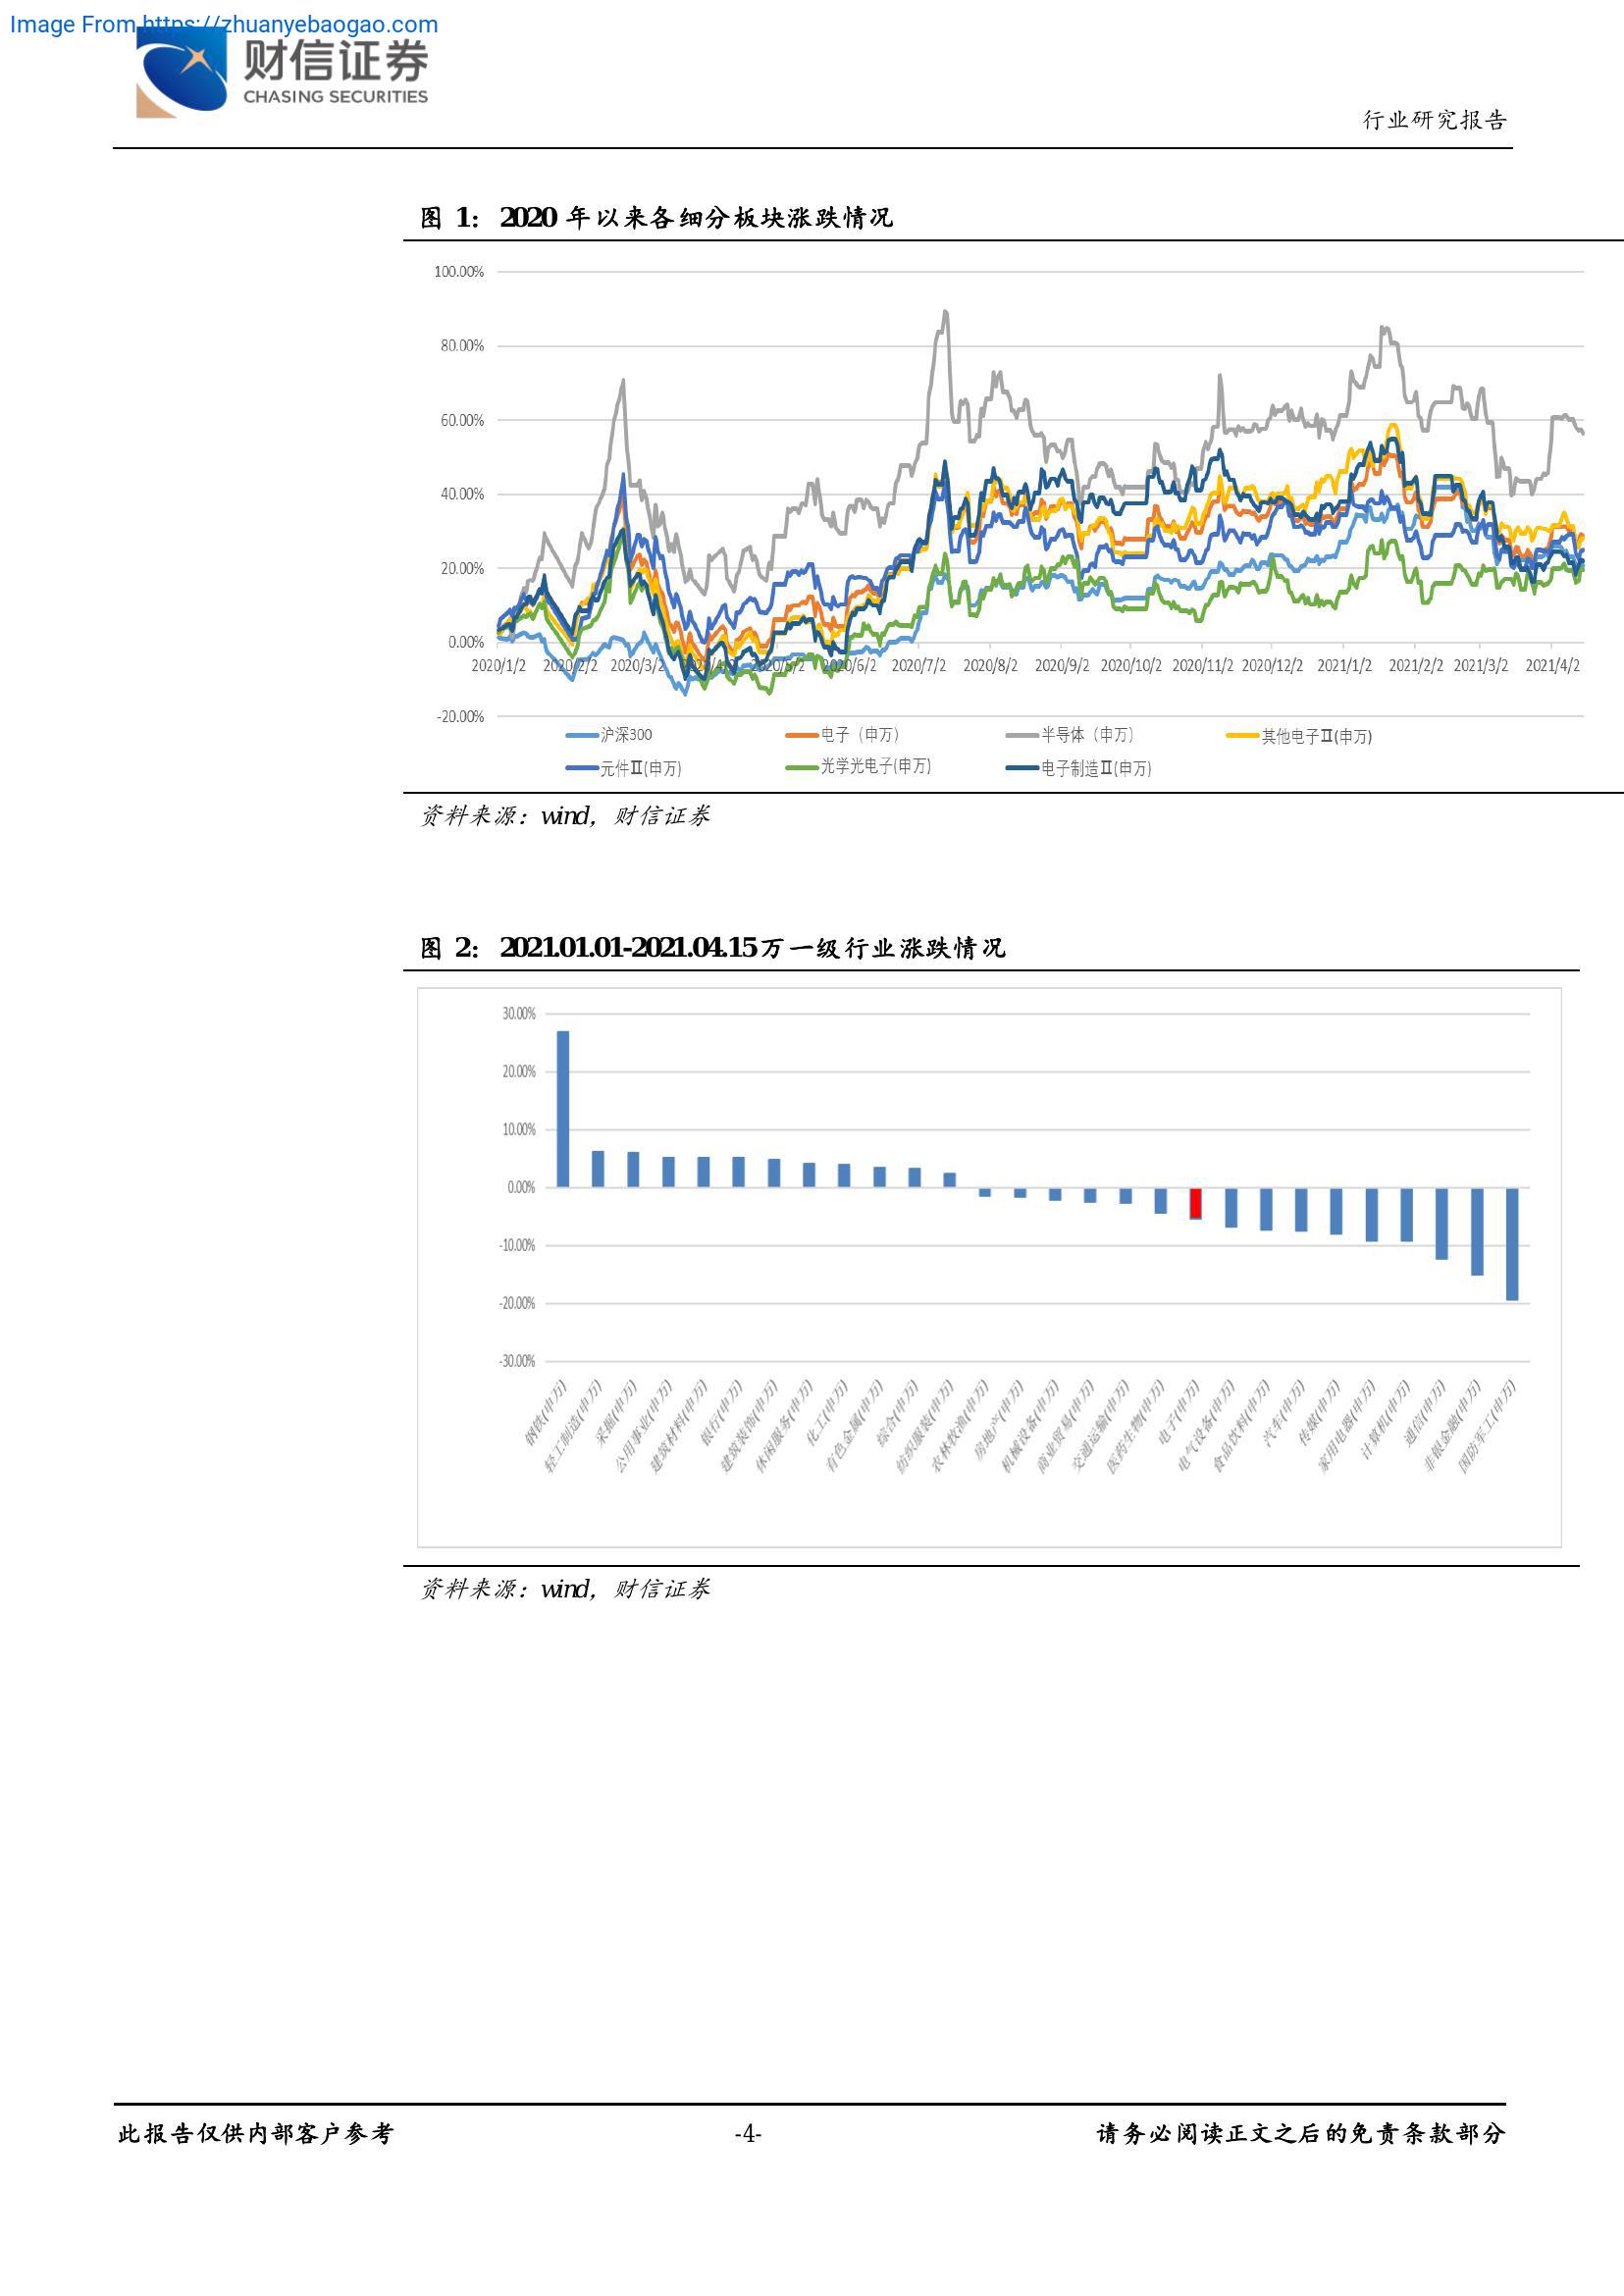 Image From https://zhuanyebaogao.com
财信证券
CHASING SECURITIES
行业研究报告
图 1： 2020 年以来各细分板块涨跌情况
100.00%
80.00%
60.00%
40.00%
20.00%
0.00%
-20.00%
2020/1/2 2020/2/2 2020/3/2 2020/4/2 2020/5/2 2020/6/2 2020/7/2 2020/8/2 2020/9/2 2020/10/2 2020/11/2 2020/12/2 2021/1/2 2021/2/2 2021/3/2 2021/4/2
沪深300 电子（申万） 半导体（申万） 其他电子Ⅱ(申万)
元件Ⅱ(申万) 光学光电子(申万) 电子制造Ⅱ(申万)
资料来源：wind，财信证券
图 2： 2021.01.01-2021.04.15万一级行业涨跌情况
30.00%
20.00%
10.00%
0.00%
-10.00%
-20.00%
-30.00%
钢铁(申万)
轻工制造(申万)
采掘(申万)
公用事业(申万)
建筑材料(申万)
银行(申万)
建筑装饰(申万)
休闲服务(申万)
化工(申万)
有色金属(申万)
综合(申万)
纺织服装(申万)
农林牧渔(申万)
房地产(申万)
机械设备(申万)
商业贸易(申万)
交通运输(申万)
医药生物(申万)
电子(申万)
电气设备(申万)
食品饮料(申万)
汽车(申万)
传媒(申万)
家用电器(申万)
计算机(申万)
通信(申万)
非银金融(申万)
国防军工(申万)
资料来源：wind，财信证券
此报告仅供内部客户参考 -4- 请务必阅读正文之后的免责条款部分